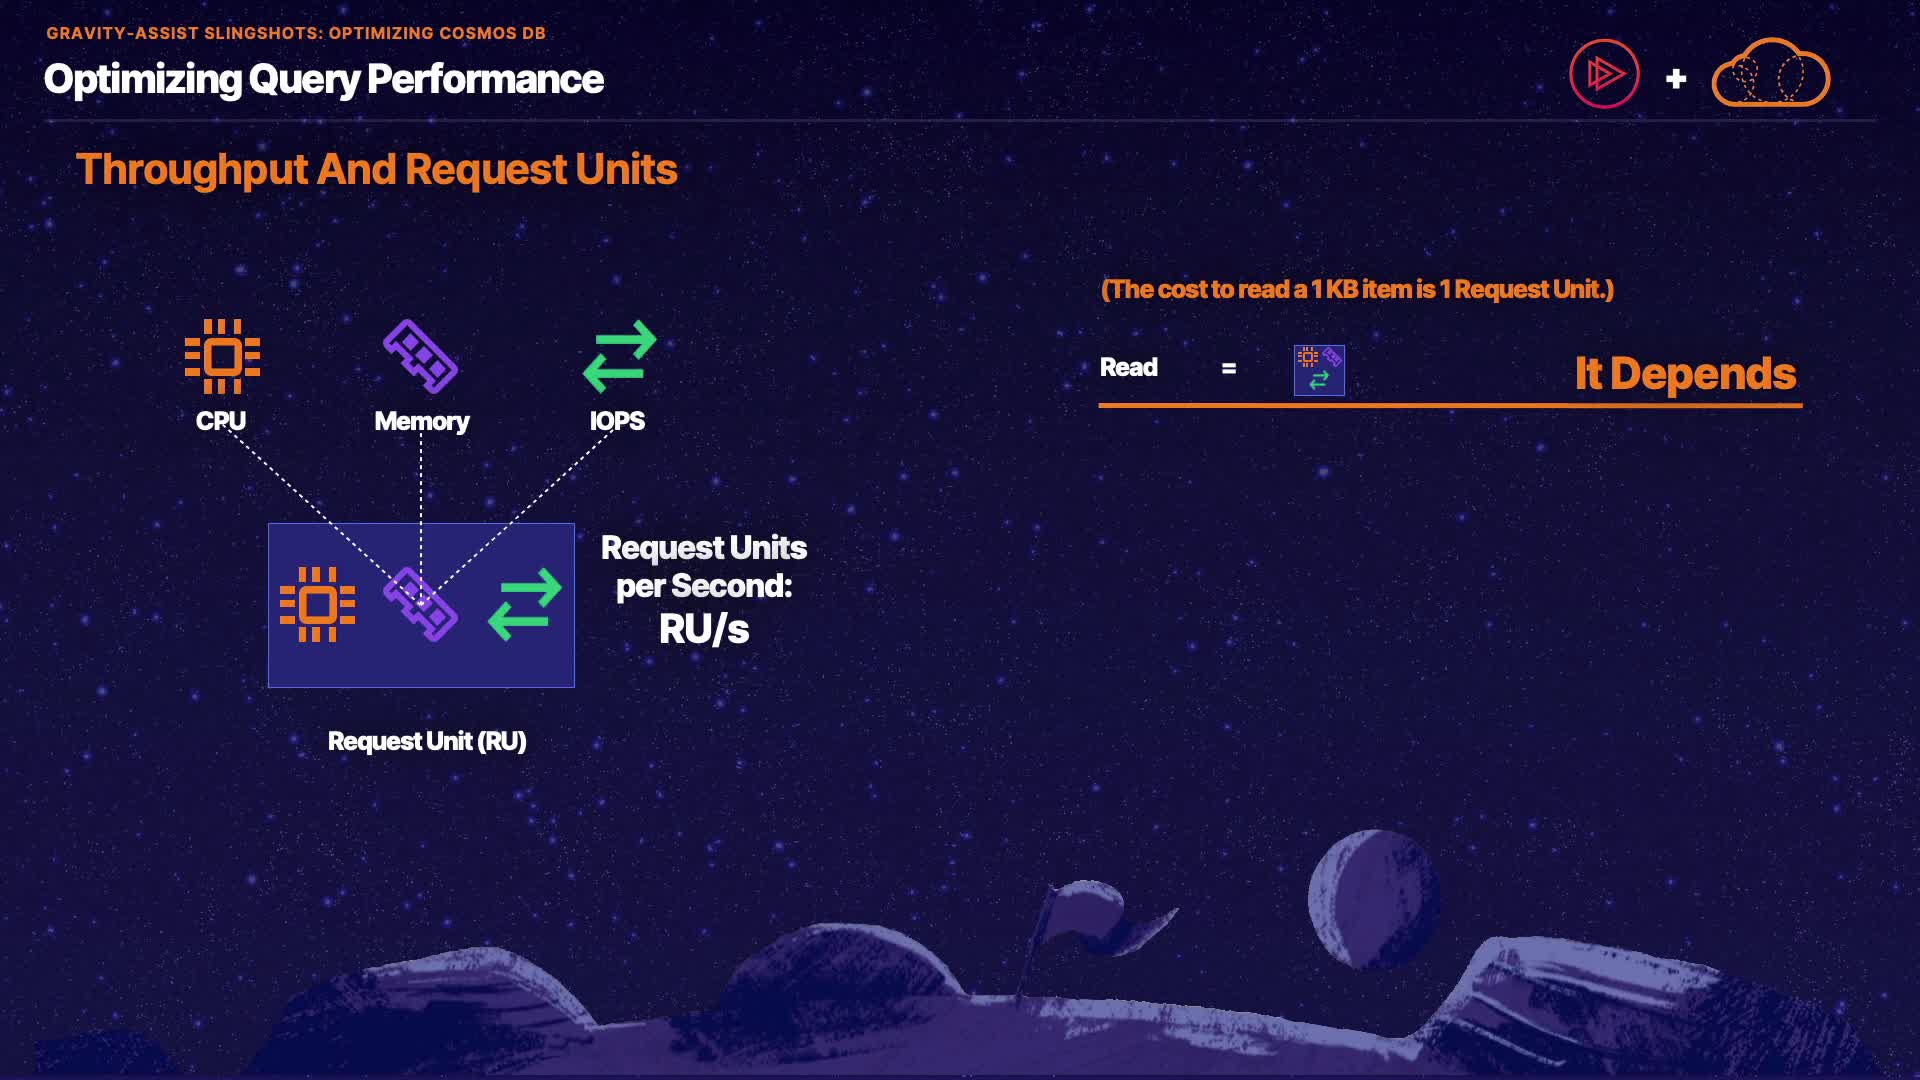 GRAVITY-ASSIST SLINGSHOTS: OPTIMIZING COSMOS DB
Optimizing Query Performance
+
Throughput And Request Units
CPU
Memory
IOPS
Request Units
per Second:
RU/s
Request Unit (RU)
(The cost to read a 1 KB item is 1 Request Unit.)
Read = It Depends